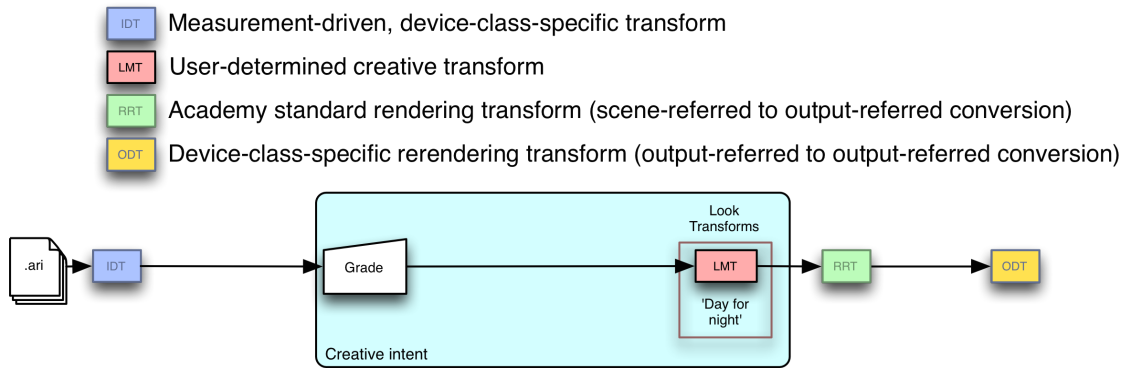 IDT Measurement-driven, device-class-specific transform
LMT User-determined creative transform
RRT Academy standard rendering transform (scene-referred to output-referred conversion)
ODT Device-class-specific rerendering transform (output-referred to output-referred conversion)
Look
Transforms
.ari
IDT
Grade
LMT
RRT
ODT
'Day for
night'
Creative intent